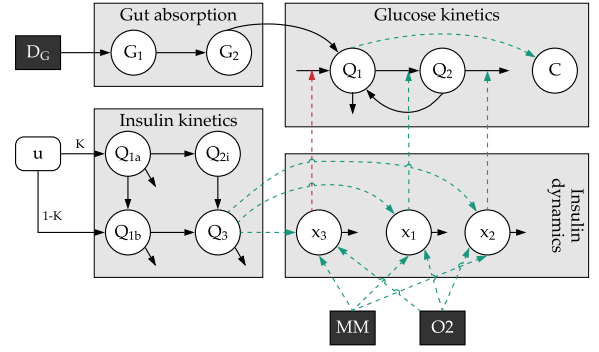 Gut absorption
Glucose kinetics
D_G
G_1
G_2
Q_1
Q_2
C
Insulin kinetics
u
K
1-K
Q_1a
Q_2i
Q_1b
Q_3
x_3
x_1
x_2
Insulin
dynamics
MM
O2